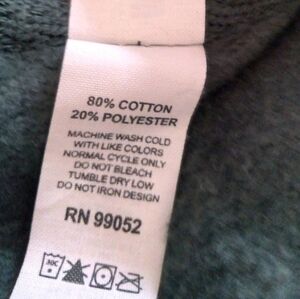 80% COTTON
20% POLYESTER
MACHINE WASH COLD
WITH LIKE COLORS
NORMAL CYCLE ONLY
DO NOT BLEACH
TUMBLE DRY LOW
DO NOT IRON DESIGN
RN 99052